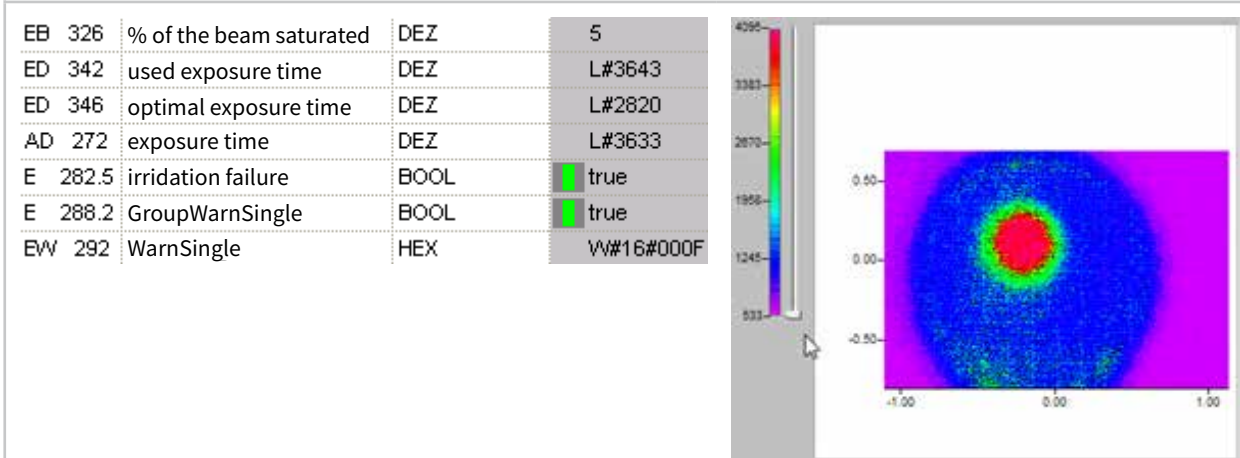 EB 326 % of the beam saturated DEZ 5
ED 342 used exposure time DEZ L#3643
ED 346 optimal exposure time DEZ L#2820
AD 272 exposure time DEZ L#3633
E 282.5 irridation failure BOOL true
E 288.2 GroupWarnSingle BOOL true
EW 292 WarnSingle HEX W#16#000F
4095
3383
2670
1958
1245
533
0.50
0.00
-0.50
-1.00 0.00 1.00